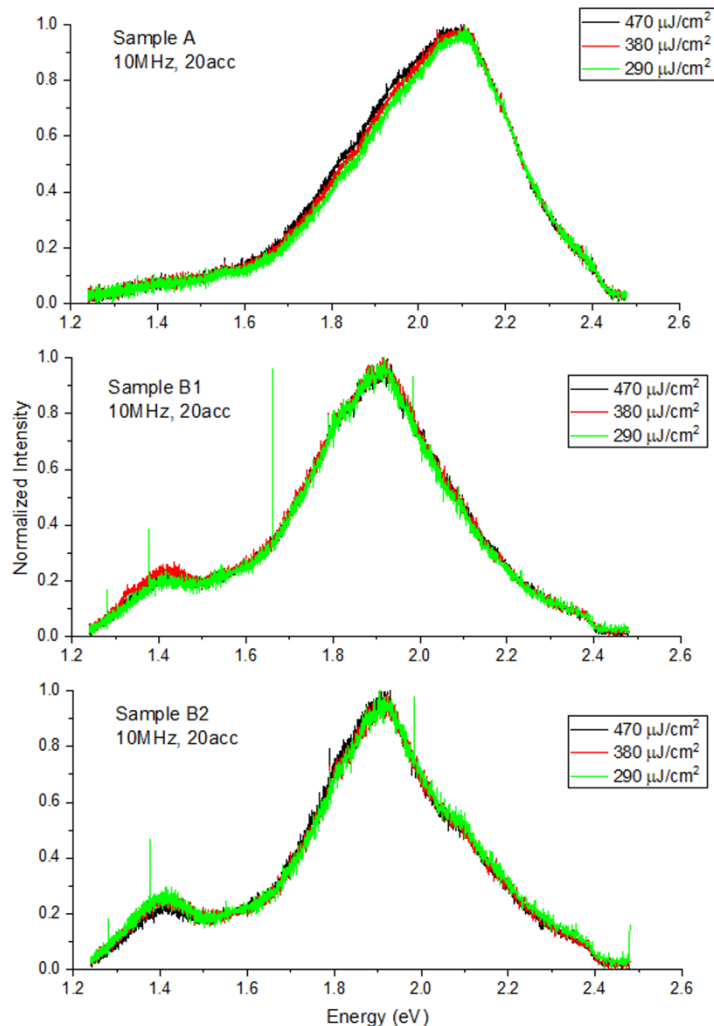 Sample A
10MHz, 20acc
470 μJ/cm²
380 μJ/cm²
290 μJ/cm²
1.0
0.8
0.6
0.4
0.2
0.0
1.2 1.4 1.6 1.8 2.0 2.2 2.4 2.6
Sample B1
10MHz, 20acc
470 μJ/cm²
380 μJ/cm²
290 μJ/cm²
Normalized Intensity
1.0
0.8
0.6
0.4
0.2
0.0
1.2 1.4 1.6 1.8 2.0 2.2 2.4 2.6
Sample B2
10MHz, 20acc
470 μJ/cm²
380 μJ/cm²
290 μJ/cm²
1.0
0.8
0.6
0.4
0.2
0.0
1.2 1.4 1.6 1.8 2.0 2.2 2.4 2.6
Energy (eV)